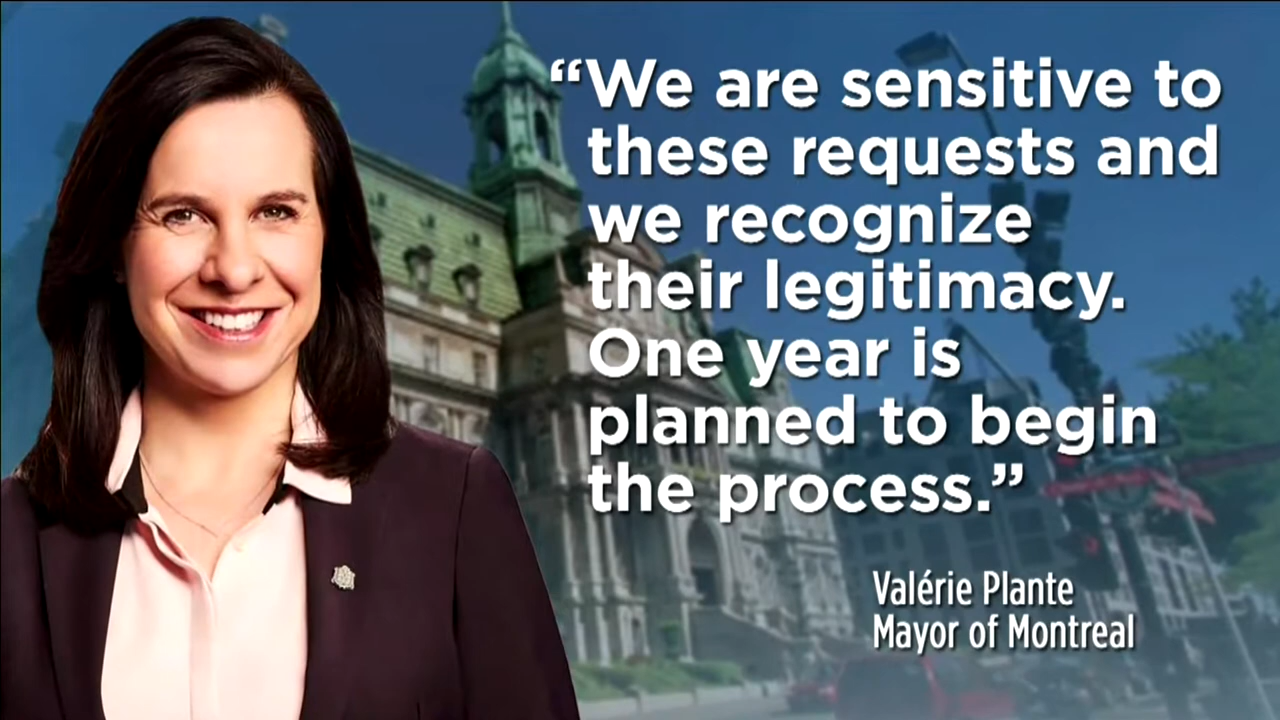 “We are sensitive to
these requests and
we recognize
their legitimacy.
One year is
planned to begin
the process.”
Valérie Plante
Mayor of Montreal